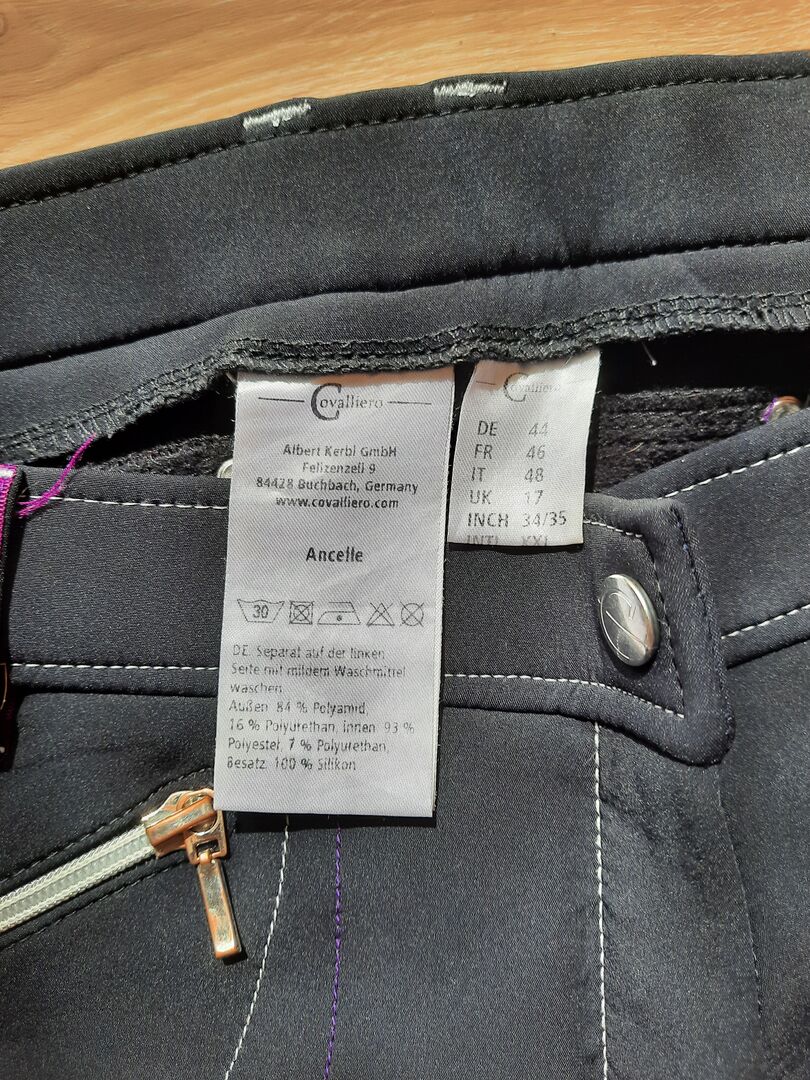 Covalliero
Albert Kerbl GmbH
Felizenzell 9
84428 Buchbach, Germany
www.covalliero.com
Ancelle
30
DE: Separat auf der linken
Seite mit mildem Waschmittel
waschen
Außen: 84 % Polyamid,
16 % Polyurethan, Innen: 93 %
Polyester, 7 % Polyurethan,
Besatz: 100 % Silikon
Covalliero
DE 44
FR 46
IT 48
UK 17
INCH 34/35
INTL XXL